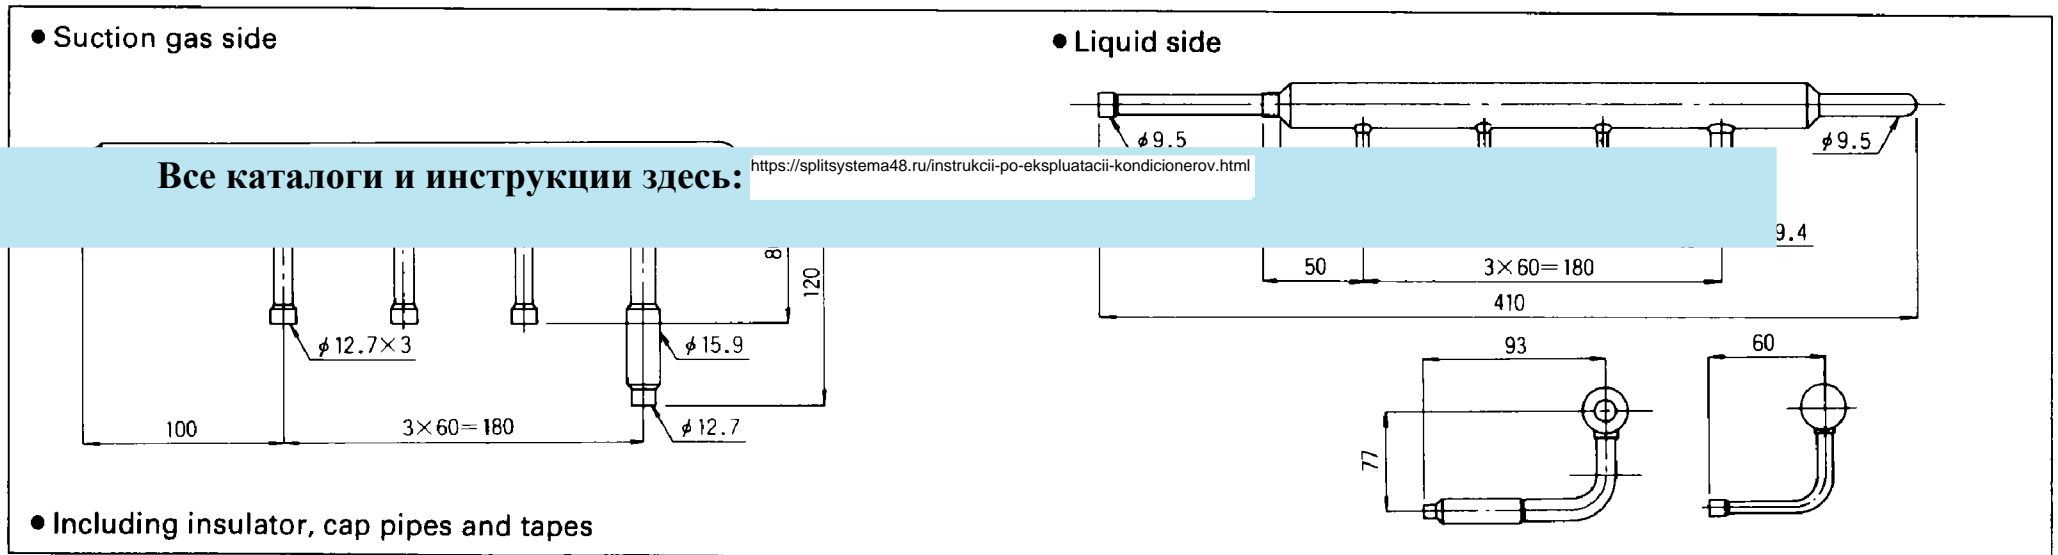 ● Suction gas side
● Liquid side
φ9.5
φ9.5
Все каталоги и инструкции здесь:
https://splitsystema48.ru/instrukcii-po-ekspluatacii-kondicionerov.html
9.4
120
50
3×60=180
410
φ12.7×3
φ15.9
93
60
100
3×60=180
φ12.7
77
● Including insulator, cap pipes and tapes